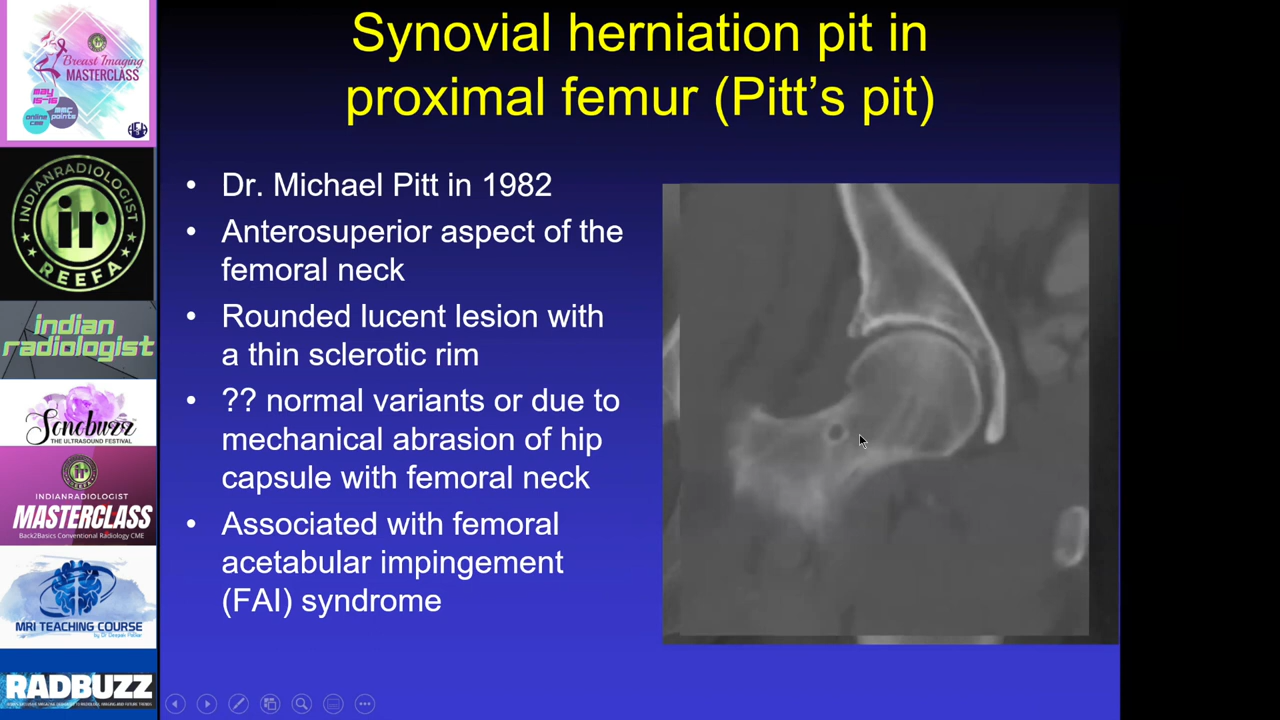 Synovial herniation pit in
proximal femur (Pitt's pit)
• Dr. Michael Pitt in 1982
• Anterosuperior aspect of the
femoral neck
• Rounded lucent lesion with
a thin sclerotic rim
• ?? normal variants or due to
mechanical abrasion of hip
capsule with femoral neck
• Associated with femoral
acetabular impingement
(FAI) syndrome
Breast Imaging
MASTERCLASS
may
15-16
online
cme
mmc
points
INDIANRADIOLOGIST
ir
REEFA
indian
radiologist
Sonobuzz
THE ULTRASOUND FESTIVAL
INDIANRADIOLOGIST
MASTERCLASS
Back2Basics Conventional Radiology CME
MRI TEACHING COURSE
RADBUZZ